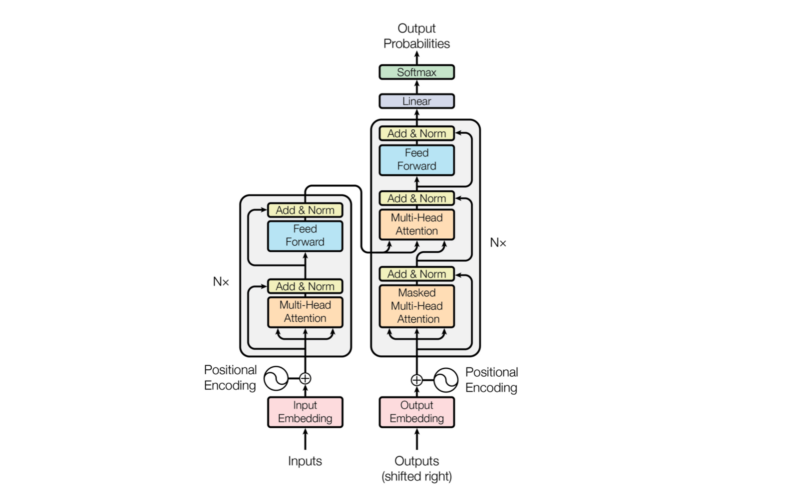 Output
Probabilities
Softmax
Linear
Add & Norm
Feed
Forward
Add & Norm
Multi-Head
Attention
Add & Norm
Masked
Multi-Head
Attention
N×
Add & Norm
Feed
Forward
Add & Norm
Multi-Head
Attention
N×
Positional
Encoding
Positional
Encoding
Input
Embedding
Output
Embedding
Inputs
Outputs
(shifted right)